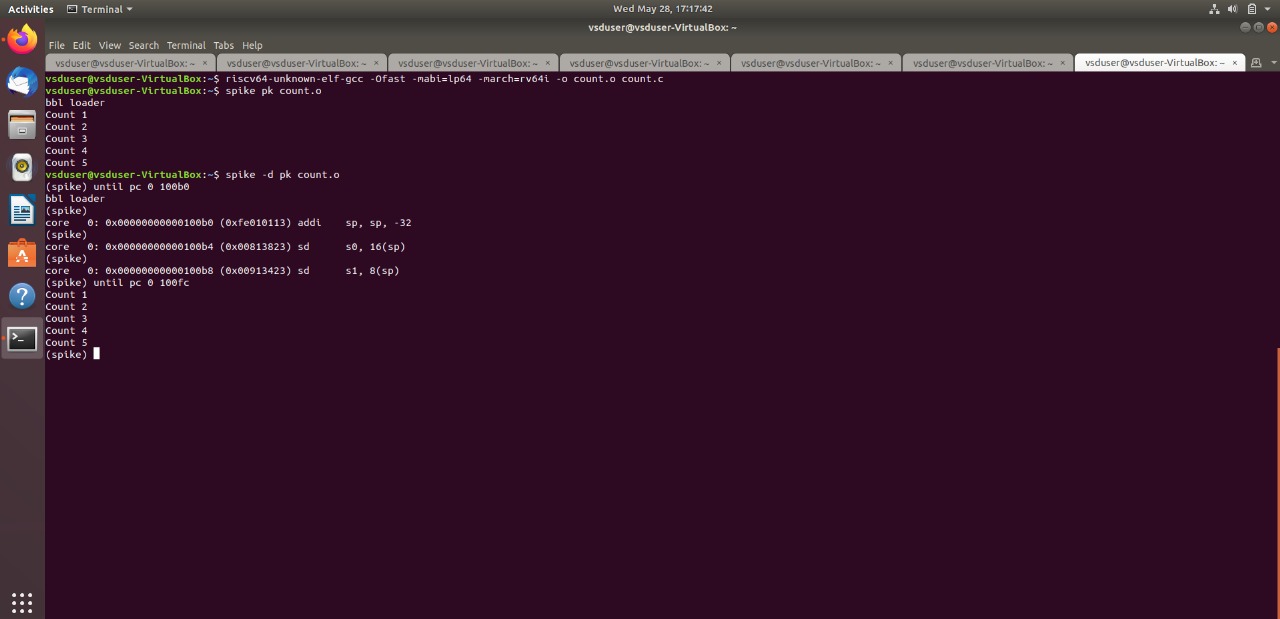 Activities Terminal Wed May 28, 17:17:42
vsduser@vsduser-VirtualBox: ~
File Edit View Search Terminal Tabs Help
vsduser@vsduser-VirtualBox: ~ × vsduser@vsduser-VirtualBox: ~ × vsduser@vsduser-VirtualBox: ~ × vsduser@vsduser-VirtualBox: ~ × vsduser@vsduser-VirtualBox: ~ × vsduser@vsduser-VirtualBox: ~ × vsduser@vsduser-VirtualBox: ~ ×
vsduser@vsduser-VirtualBox:~$ riscv64-unknown-elf-gcc -Ofast -mabi=lp64 -march=rv64i -o count.o count.c
vsduser@vsduser-VirtualBox:~$ spike pk count.o
bbl loader
Count 1
Count 2
Count 3
Count 4
Count 5
vsduser@vsduser-VirtualBox:~$ spike -d pk count.o
(spike) until pc 0 100b0
bbl loader
(spike)
core   0: 0x00000000000100b0 (0xfe010113) addi    sp, sp, -32
(spike)
core   0: 0x00000000000100b4 (0x00813823) sd      s0, 16(sp)
(spike)
core   0: 0x00000000000100b8 (0x00913423) sd      s1, 8(sp)
(spike) until pc 0 100fc
Count 1
Count 2
Count 3
Count 4
Count 5
(spike)